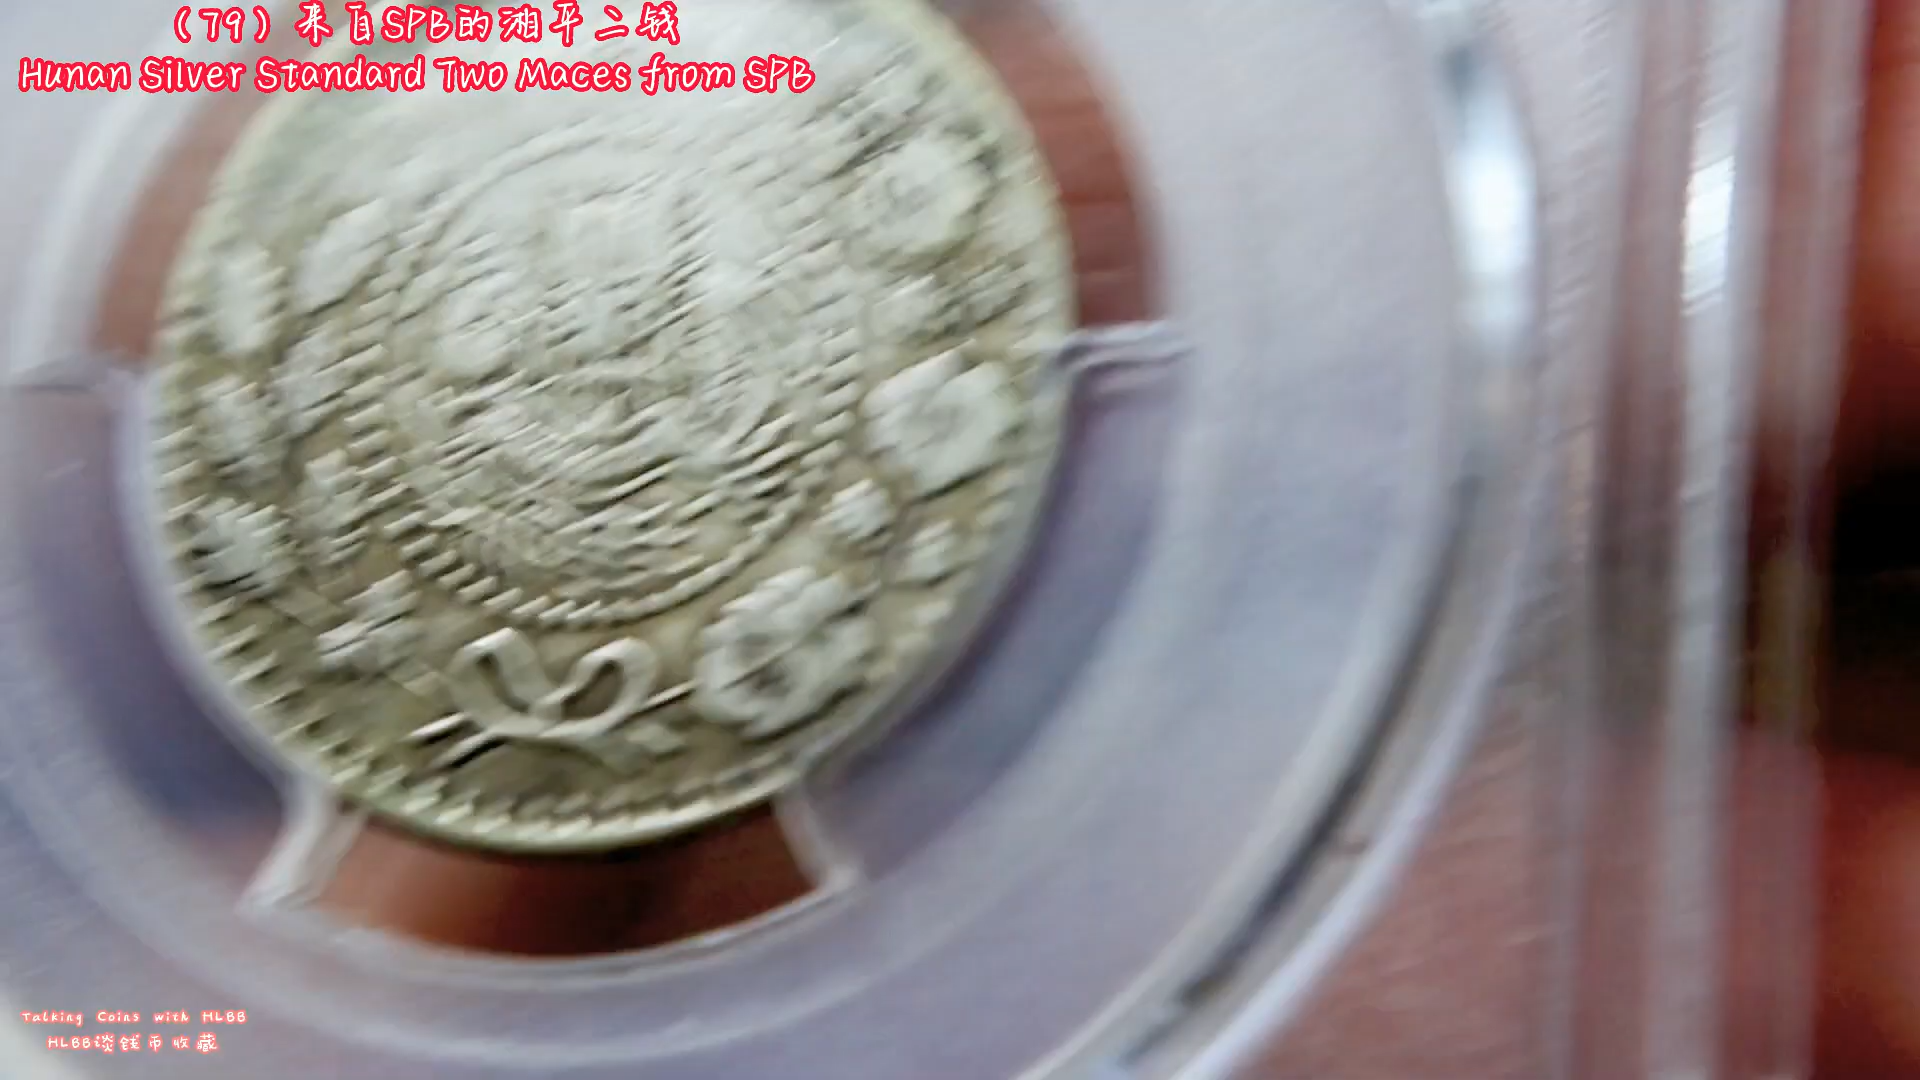 （79）来自SPB的湘平二钱
Hunan Silver Standard Two Maces from SPB
Talking Coins with HLBB
HLBB谈钱币收藏